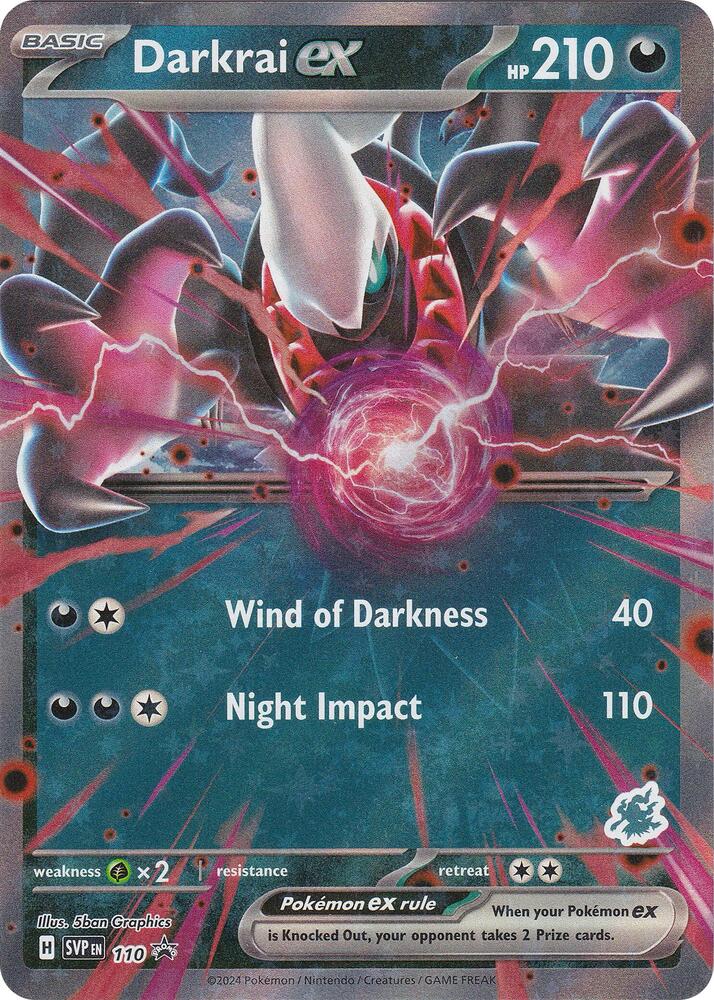 BASIC
Darkrai ex
HP 210
Wind of Darkness 40
Night Impact 110
weakness ×2 resistance retreat
Illus. 5ban Graphics
Pokémon ex rule
When your Pokémon ex
is Knocked Out, your opponent takes 2 Prize cards.
H SVP EN 110 PROMO
©2024 Pokémon / Nintendo / Creatures / GAME FREAK